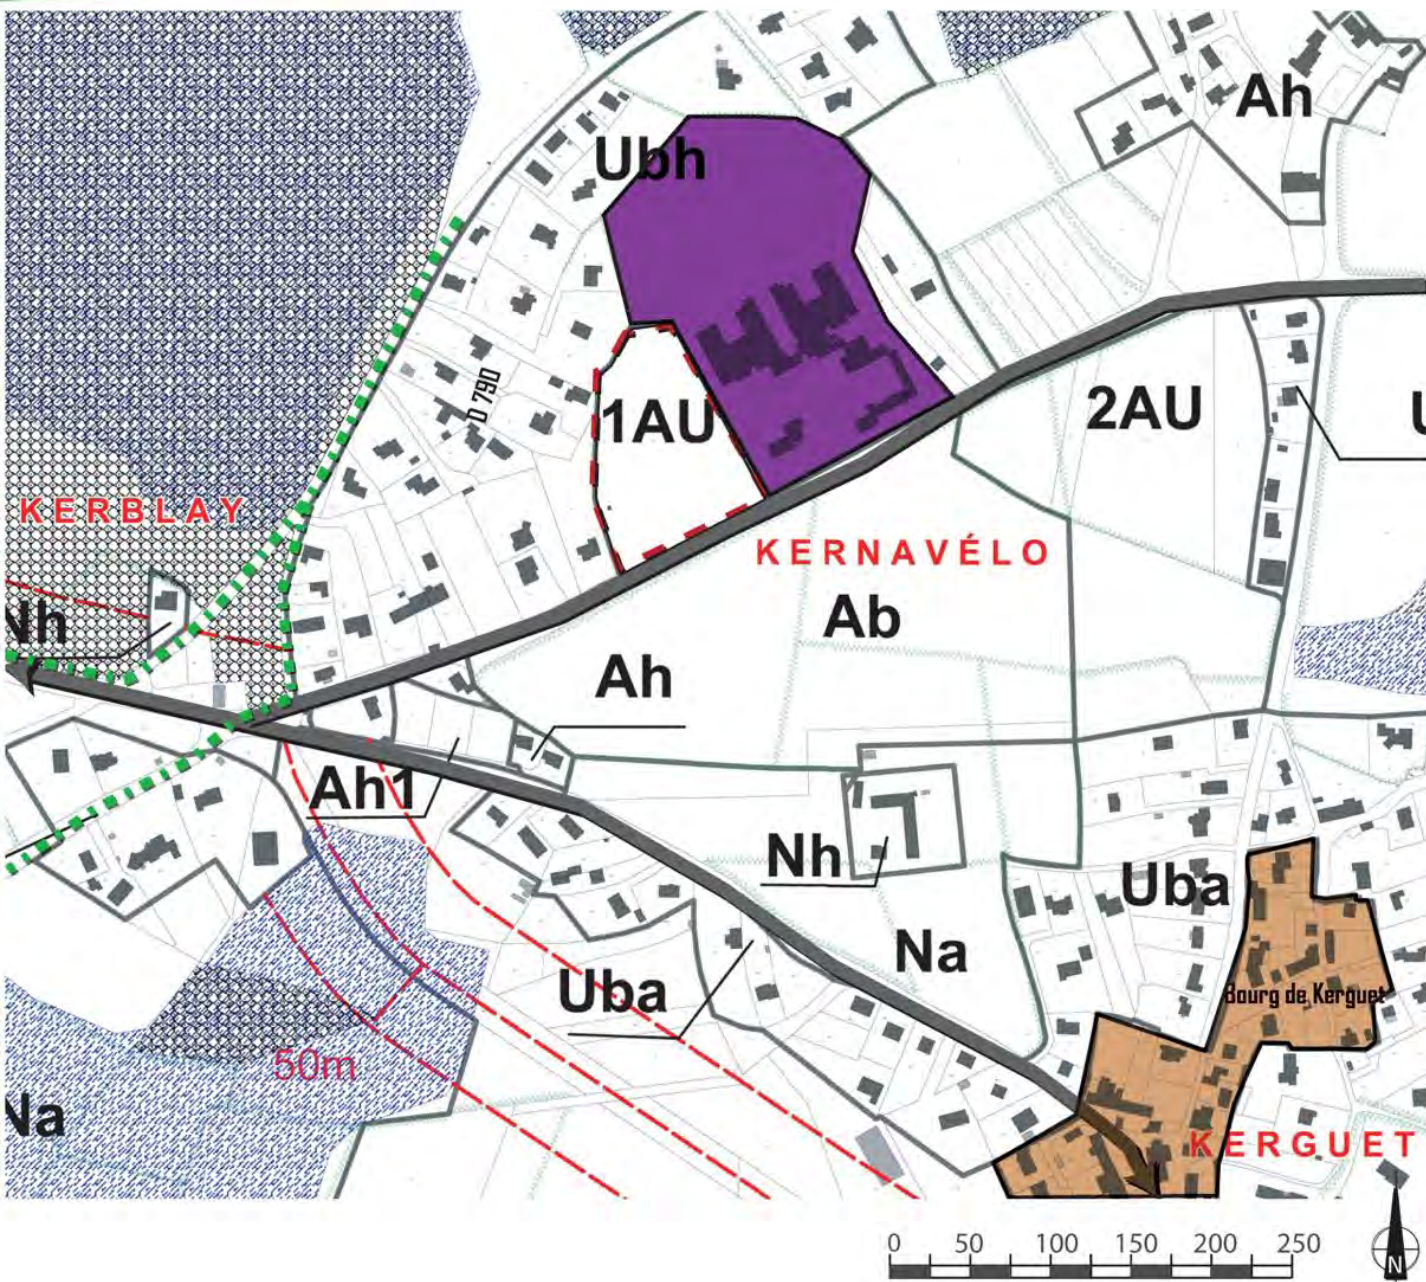 Ah
Ubh
D 790
1AU
2AU
KERBLAY
KERNAVÉLO
Nh
Ab
Ah
Ah1
Nh
Uba
Na
Uba
Bourg de Kerguet
50m
Na
KERGUET
0 50 100 150 200 250
N